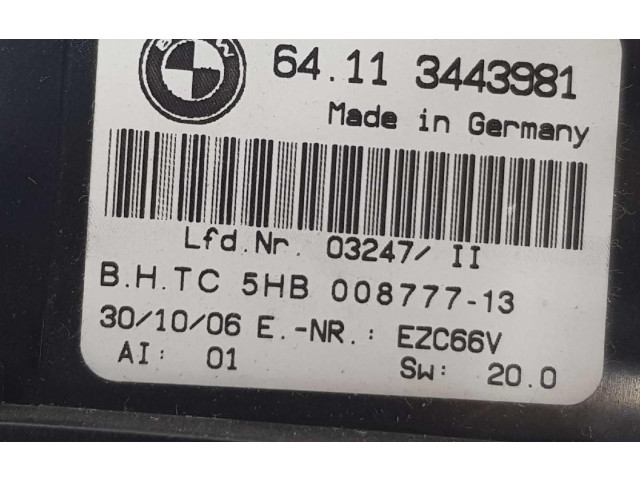 BMW
64.11 3443981
Made in Germany
Lfd.Nr. 03247/ II
B.H.TC 5HB 008777-13
30/10/06 E.-NR.: EZC66V
AI: 01 Sw: 20.0